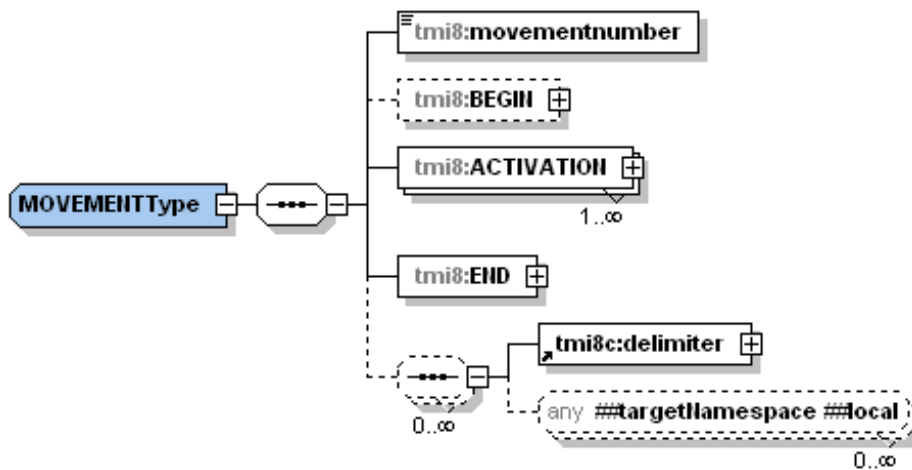 tmi8:movementnumber
tmi8:BEGIN
tmi8:ACTIVATION
1..∞
MOVEMENTType
tmi8:END
tmi8c:delimiter
0..∞
any ##targetNamespace ##local
0..∞